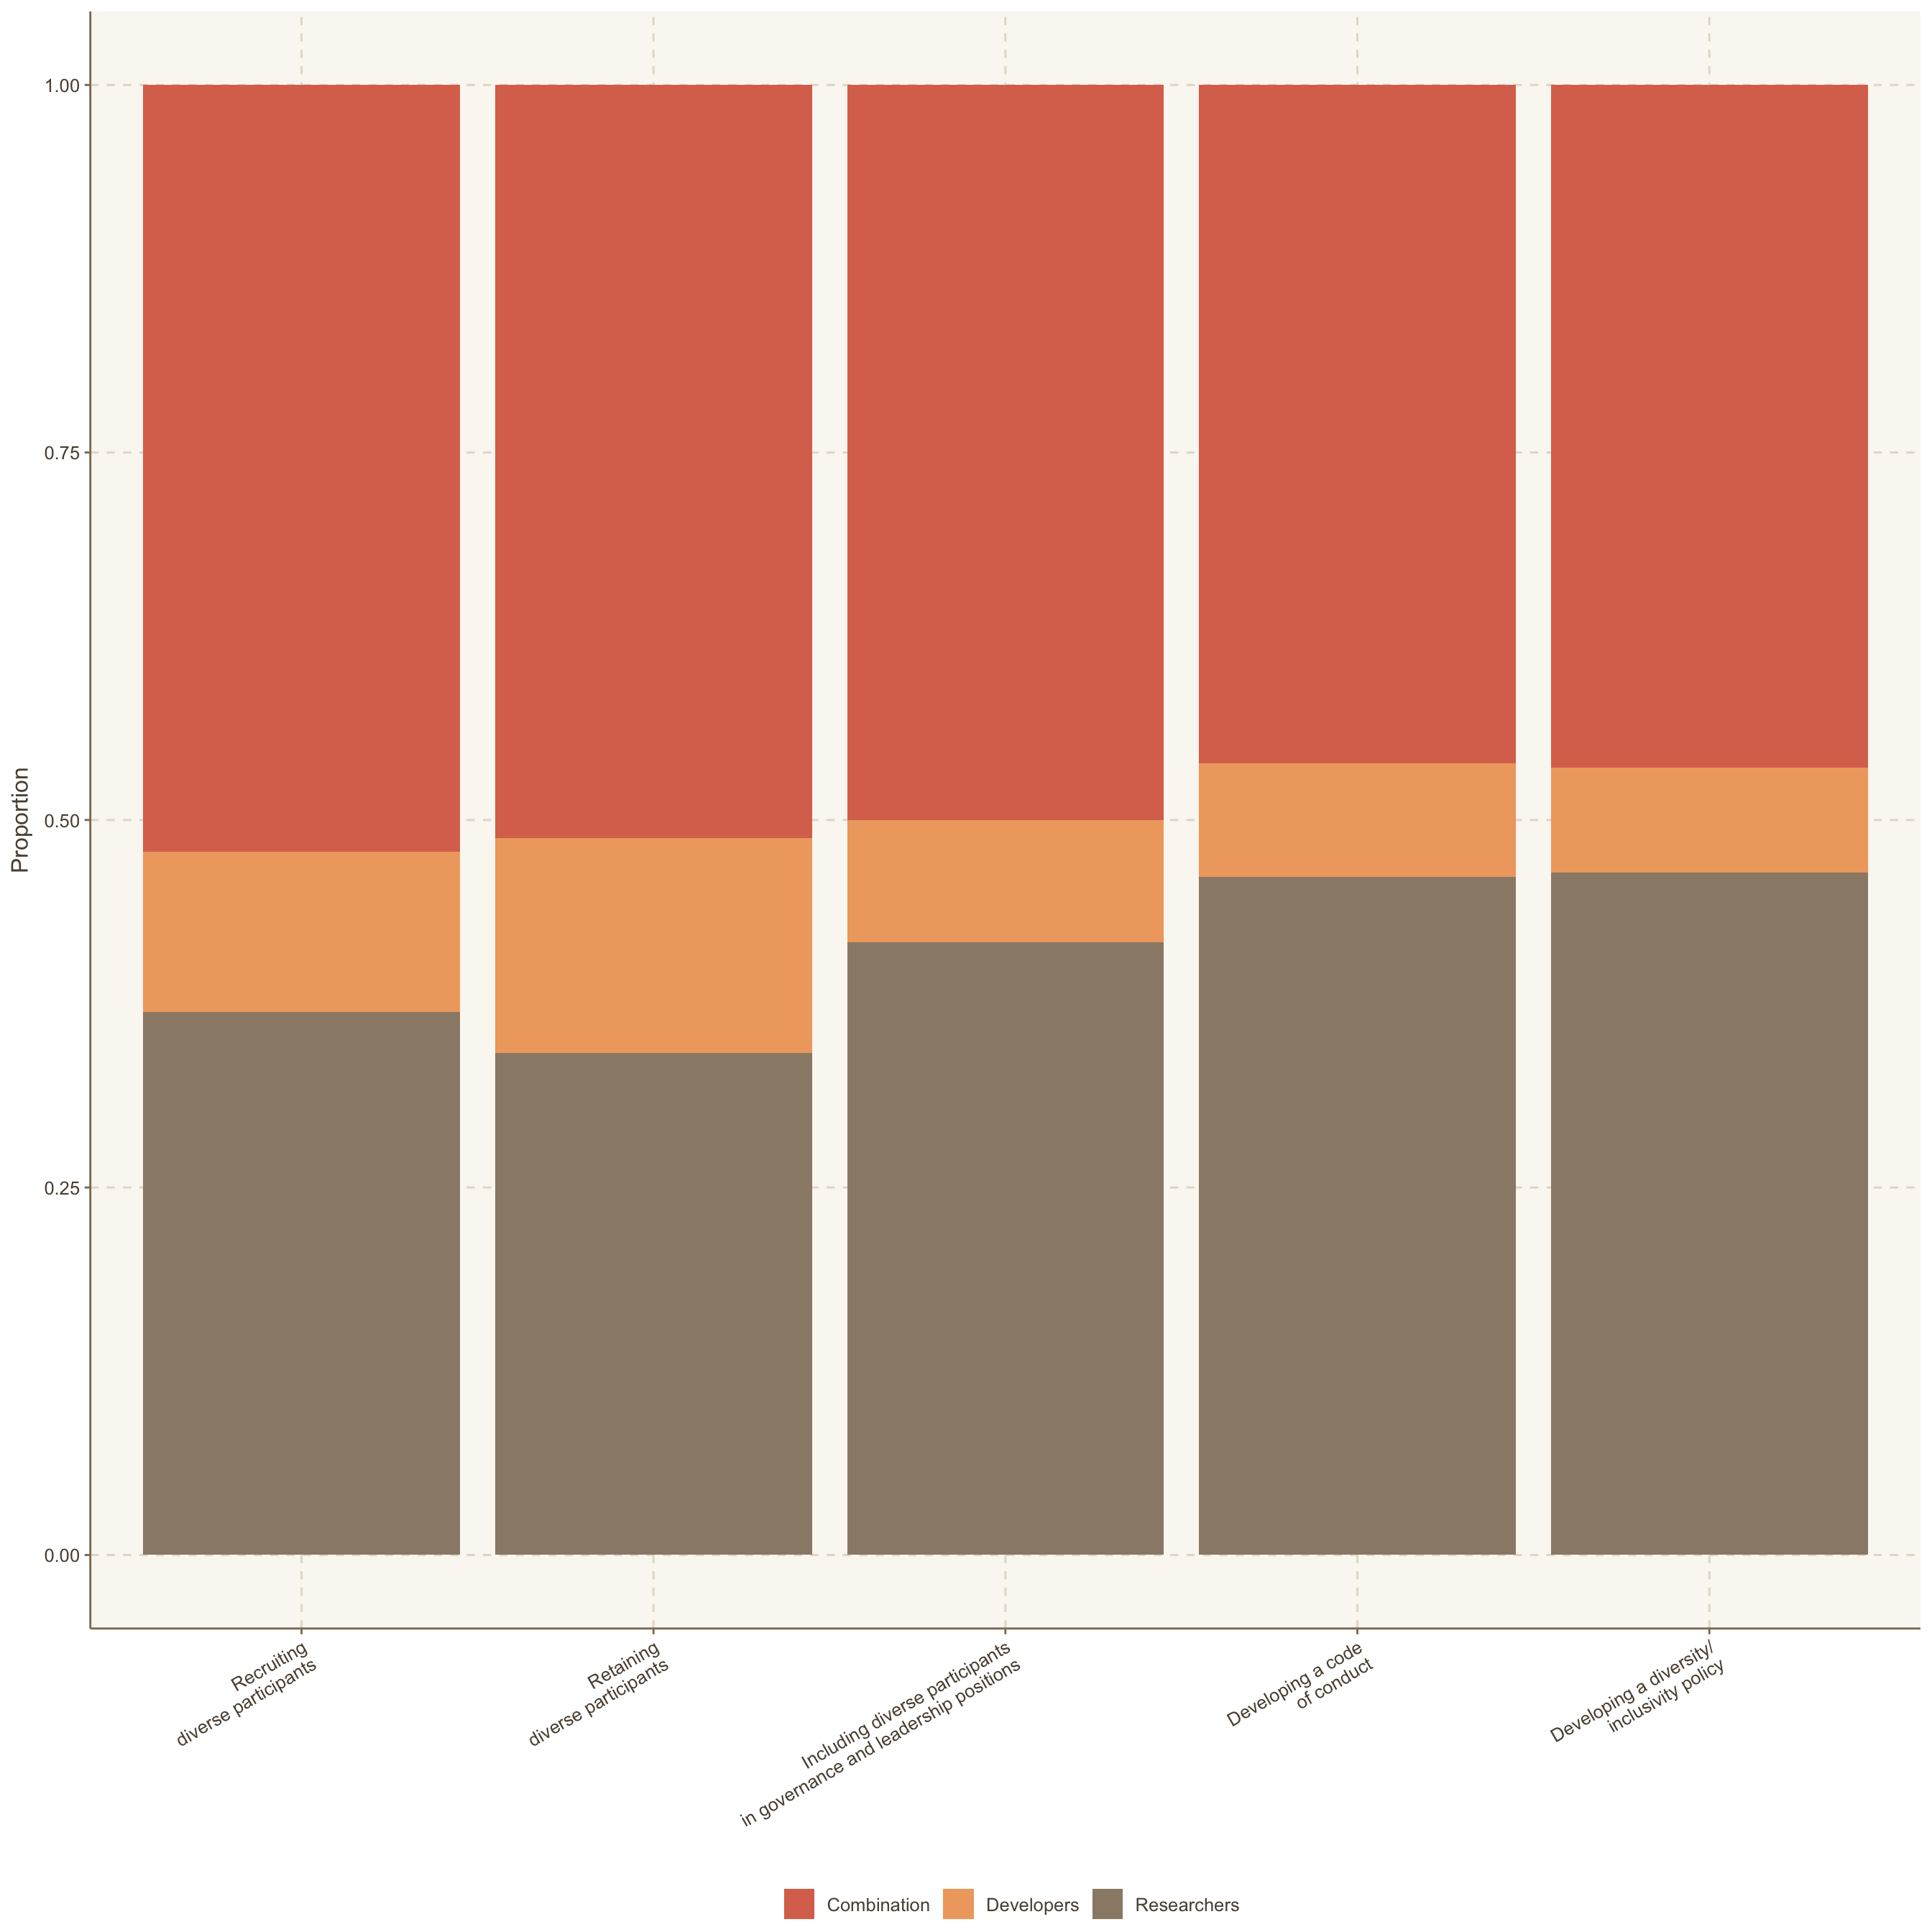 Proportion
1.00
0.75
0.50
0.25
0.00
Recruiting
diverse participants
Retaining
diverse participants
Including diverse participants
in governance and leadership positions
Developing a code
of conduct
Developing a diversity/
inclusivity policy
Combination
Developers
Researchers